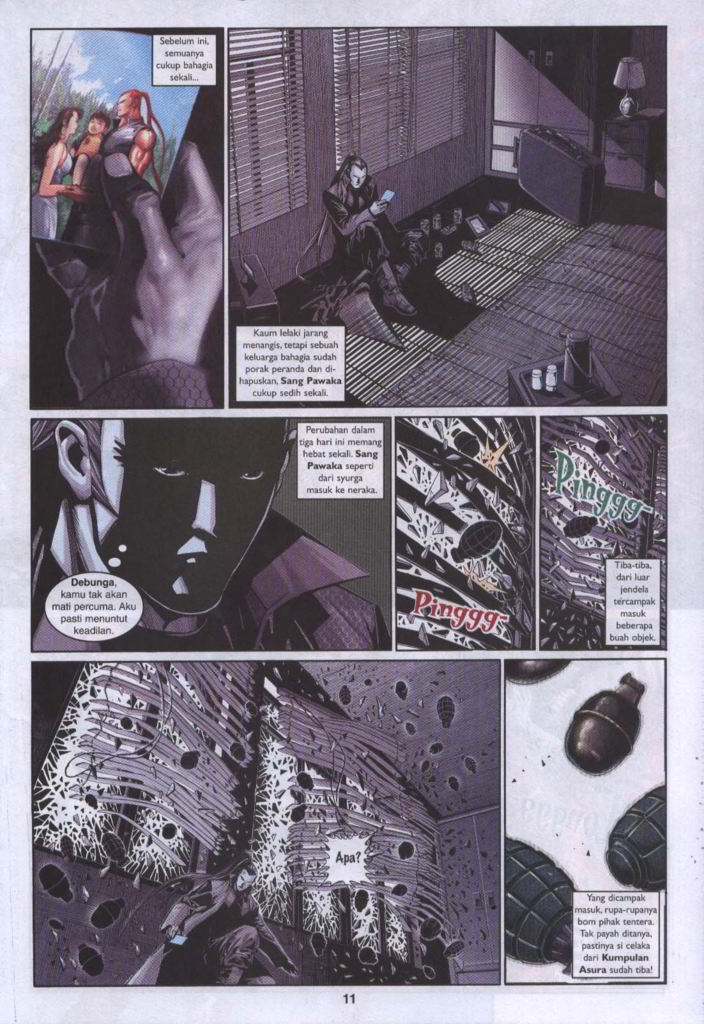 Sebelum ini,
semuanya
cukup bahagia
sekali...
Kaum lelaki jarang
menangis, tetapi sebuah
keluarga bahagia sudah
porak peranda dan di-
hapuskan, Sang Pawaka
cukup sedih sekali.
Perubahan dalam
tiga hari ini memang
hebat sekali. Sang
Pawaka seperti
dari syurga
masuk ke neraka.
Debunga,
kamu tak akan
mati percuma. Aku
pasti menuntut
keadilan.
Pinggg-
Pinggg-
Tiba-tiba,
dari luar
jendela
tercampak
masuk
beberapa
buah objek.
Apa?
Yang dicampak
masuk, rupa-rupanya
bom pihak tentera.
Tak payah ditanya,
pastinya si celaka
dari Kumpulan
Asura sudah tiba!
11